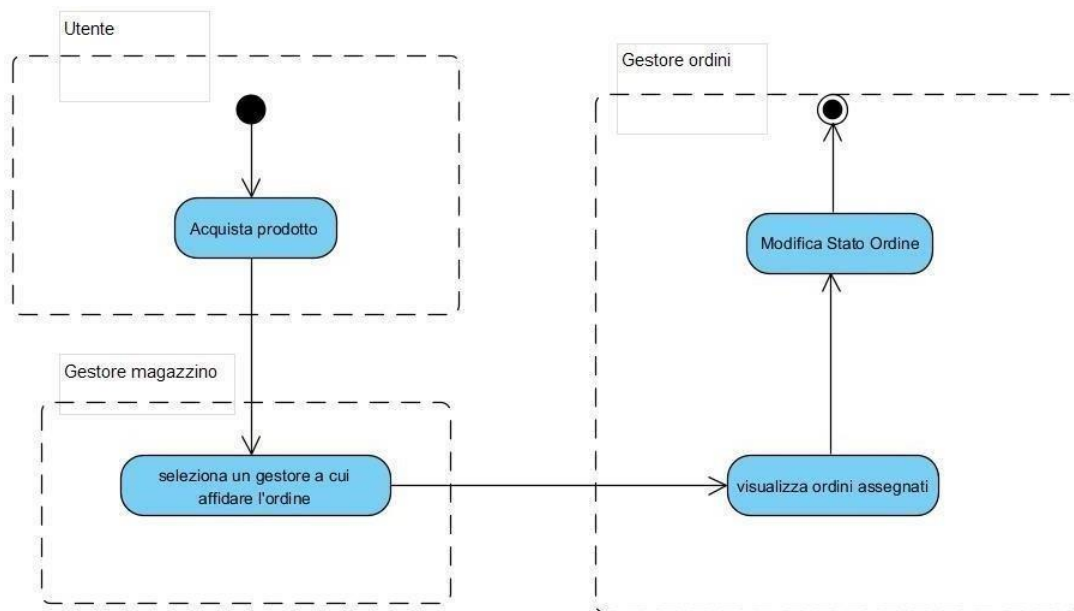 Utente
Acquista prodotto
Gestore magazzino
seleziona un gestore a cui
affidare l'ordine
Gestore ordini
Modifica Stato Ordine
visualizza ordini assegnati